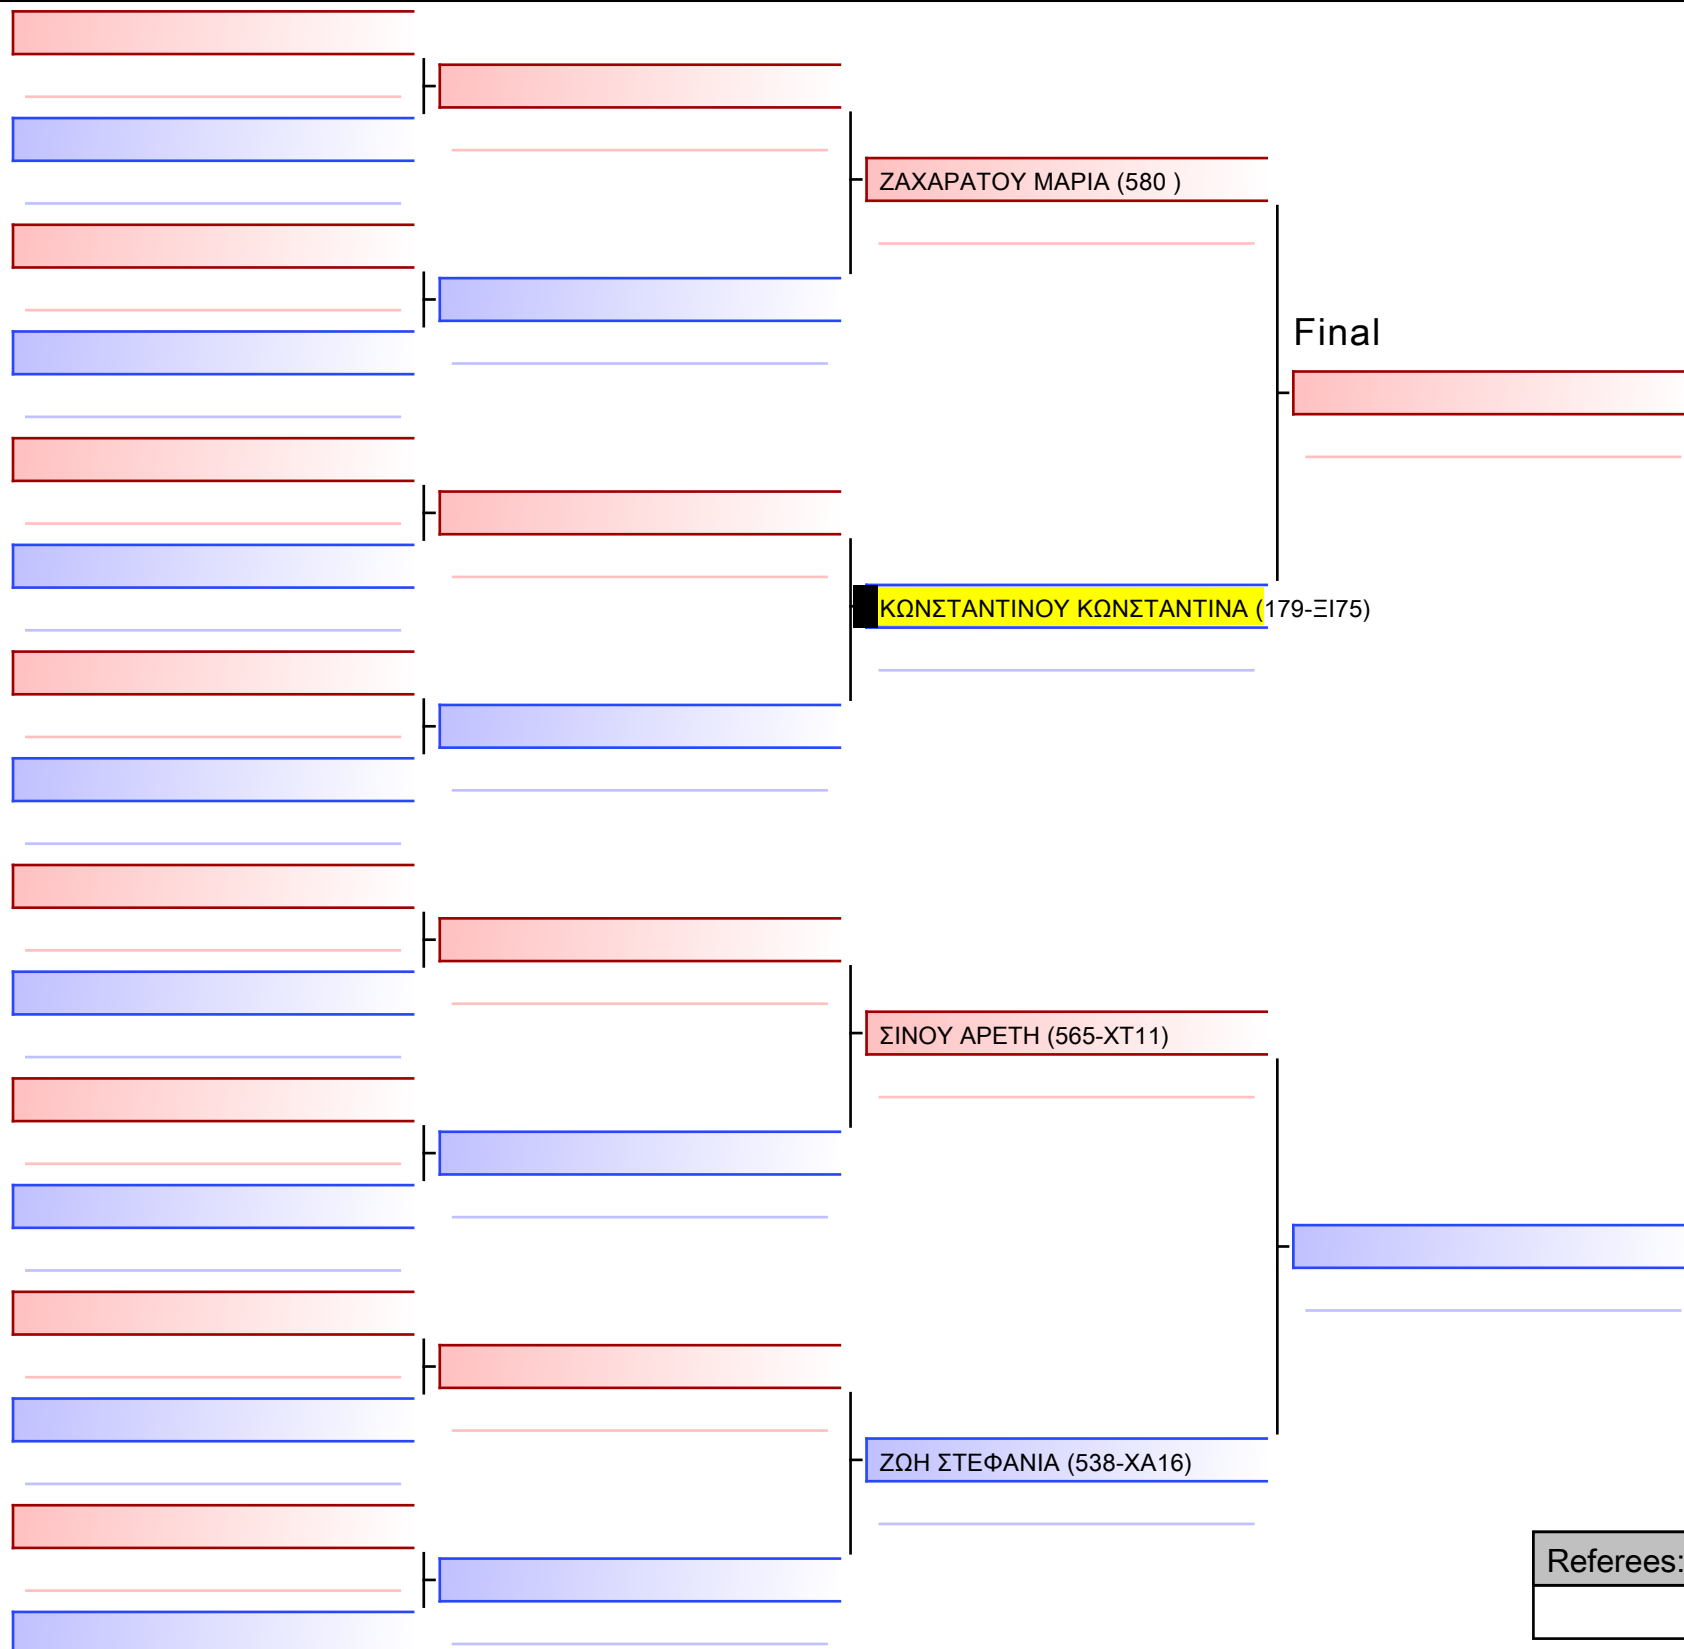 ΖΑΧΑΡΑΤΟΥ ΜΑΡΙΑ (580 )
Final
ΚΩΝΣΤΑΝΤΙΝΟΥ ΚΩΝΣΤΑΝΤΙΝΑ (179-ΞΙ75)
ΣΙΝΟΥ ΑΡΕΤΗ (565-ΧΤ11)
ΖΩΗ ΣΤΕΦΑΝΙΑ (538-ΧΑ16)
Referees: